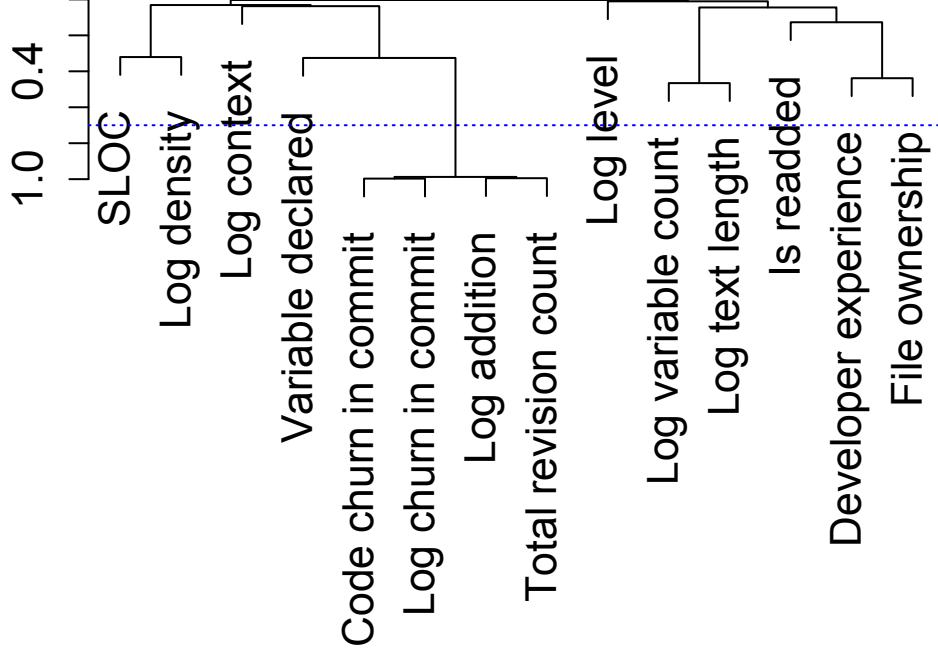 0.4
1.0
SLOC
Log density
Log context
Variable declared
Code churn in commit
Log churn in commit
Log addition
Total revision count
Log level
Log variable count
Log text length
Is readded
Developer experience
File ownership